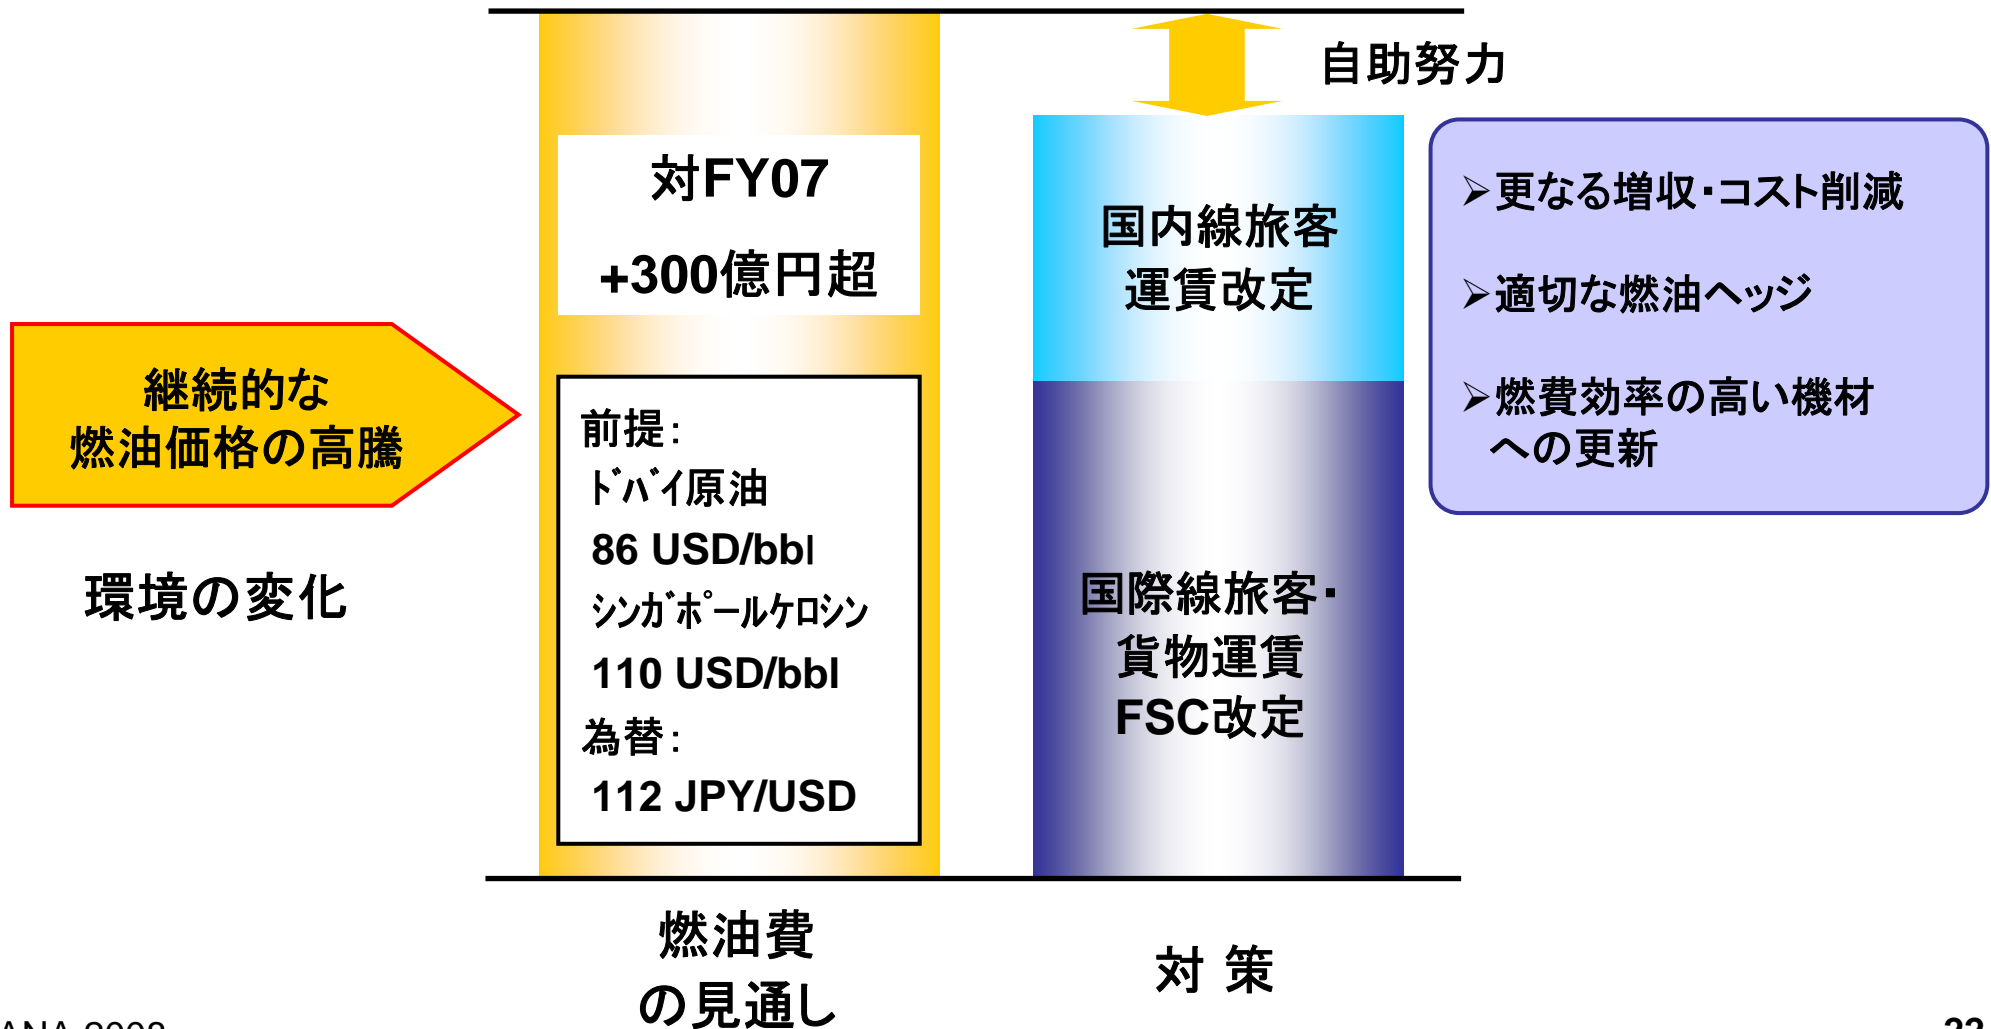 自助努力
対FY07
+300億円超
継続的な
燃油価格の高騰
環境の変化
前提：
ﾄﾞﾊﾞｲ原油
86 USD/bbl
ｼﾝｶﾞﾎﾟｰﾙｹﾛｼﾝ
110 USD/bbl
為替：
112 JPY/USD
国内線旅客
運賃改定
国際線旅客・
貨物運賃
FSC改定
➢更なる増収・コスト削減
➢適切な燃油ヘッジ
➢燃費効率の高い機材
への更新
燃油費
の見通し
対 策
ANA 2008
22